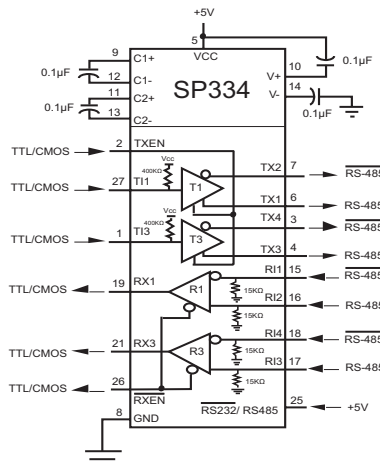 +5V
9 C1+ 5 VCC
0.1µF 12 C1- 10 V+ 0.1µF
11 C2+ SP334 14 V-
0.1µF 13 C2- 0.1µF
2 TXEN
TTL/CMOS Vcc
400KΩ TX2 7 RS-485
TTL/CMOS 27 TI1 T1
TX1 6 RS-485
Vcc TX4 3 RS-485
400KΩ
TTL/CMOS 1 TI3 T3
TX3 4 RS-485
RI1 15 RS-485
TTL/CMOS 19 RX1 R1 15KΩ
RI2 16 RS-485
15KΩ
RI4 18 RS-485
TTL/CMOS 21 RX3 R3 15KΩ
RI3 17 RS-485
15KΩ
TTL/CMOS 26
RXEN
8 GND RS232/ RS485 25 +5V